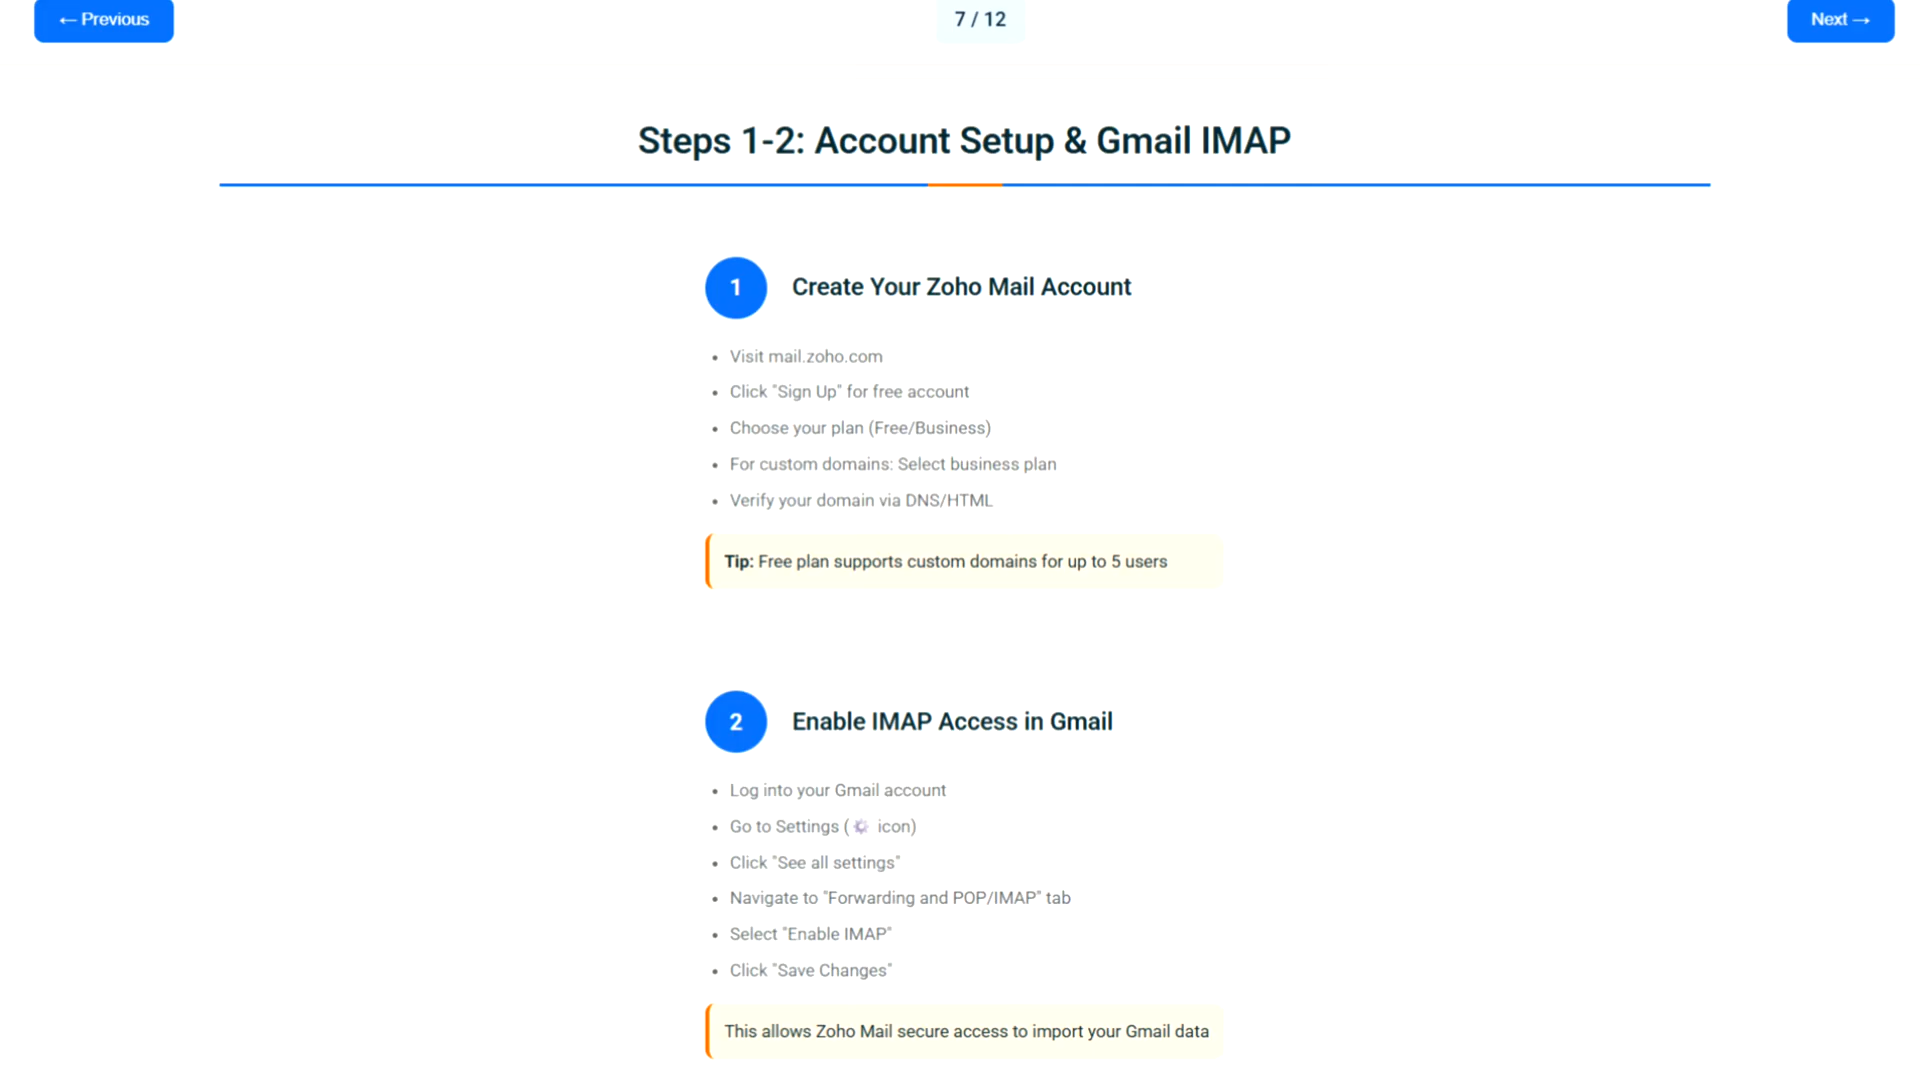 ← Previous
7 / 12
Next →
Steps 1-2: Account Setup & Gmail IMAP
1
Create Your Zoho Mail Account
• Visit mail.zoho.com
• Click "Sign Up" for free account
• Choose your plan (Free/Business)
• For custom domains: Select business plan
• Verify your domain via DNS/HTML
Tip: Free plan supports custom domains for up to 5 users
2
Enable IMAP Access in Gmail
• Log into your Gmail account
• Go to Settings (⚙ icon)
• Click "See all settings"
• Navigate to "Forwarding and POP/IMAP" tab
• Select "Enable IMAP"
• Click "Save Changes"
This allows Zoho Mail secure access to import your Gmail data